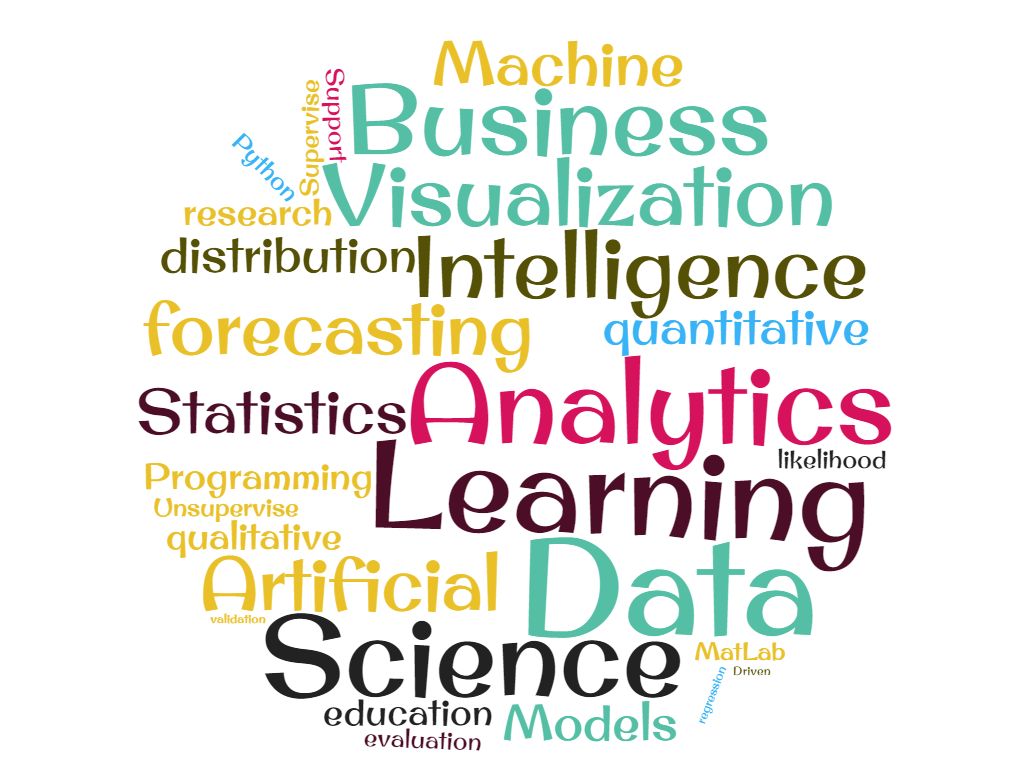 Machine
Support
Business
Supervise
Python
Visualization
research
distribution
Intelligence
forecasting
quantitative
Analytics
Statistics
likelihood
Learning
Programming
Unsupervise
qualitative
Data
Artificial
validation
Science
MatLab
Driven
regression
education
Models
evaluation